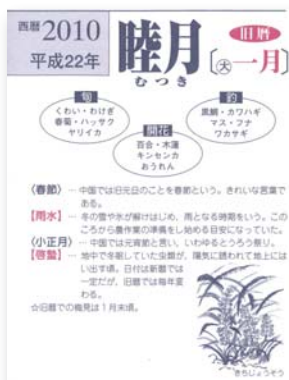 西暦2010
平成22年
睦月
むつき
旧暦
〔大一月〕
旬
くわい・わけぎ
春菊・ハッサク
ヤリイカ
釣
黒鯛・カワハギ
マス・フナ
ワカサギ
開花
百合・木蓮
キンセンカ
おうれん
〈春節〉… 中国では旧元日のことを春節という。きれいな言葉で
ある。
【雨水】… 冬の雪や氷が解けはじめ、雨となる時期をいう。この
ころから農作業の準備をし始める目安になっていた。
〈小正月〉… 中国では元宵節と言い、いわゆるとうろう祭り。
【啓蟄】… 地中で冬眠していた虫類が、陽気に誘われて地上には
い出す頃。日付は新暦では
一定だが、旧暦では毎年変
わる。
☆旧暦での梅見は1月末頃。
きちじょうそう